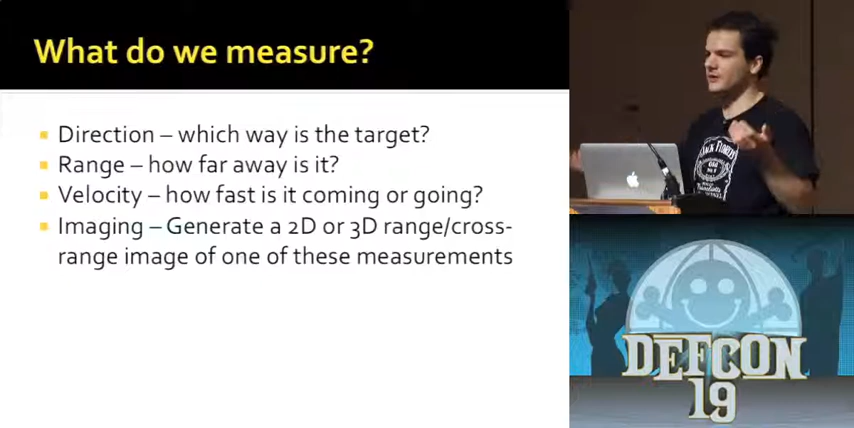 What do we measure?
Direction – which way is the target?
Range – how far away is it?
Velocity – how fast is it coming or going?
Imaging – Generate a 2D or 3D range/cross-
range image of one of these measurements
DEFCON
19